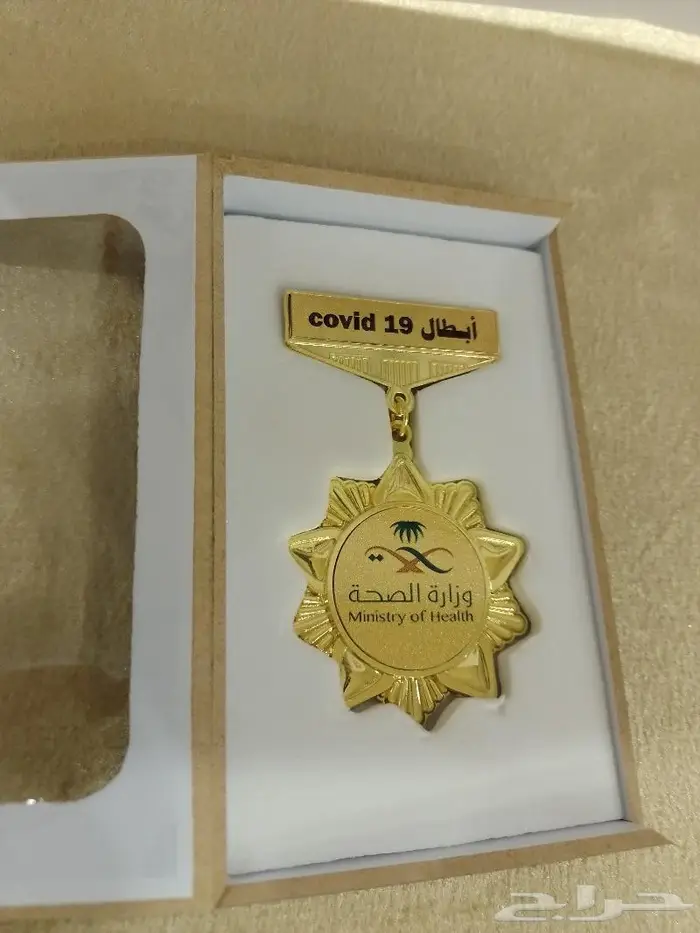 أبطال covid 19
وزارة الصحة
Ministry of Health
حراج